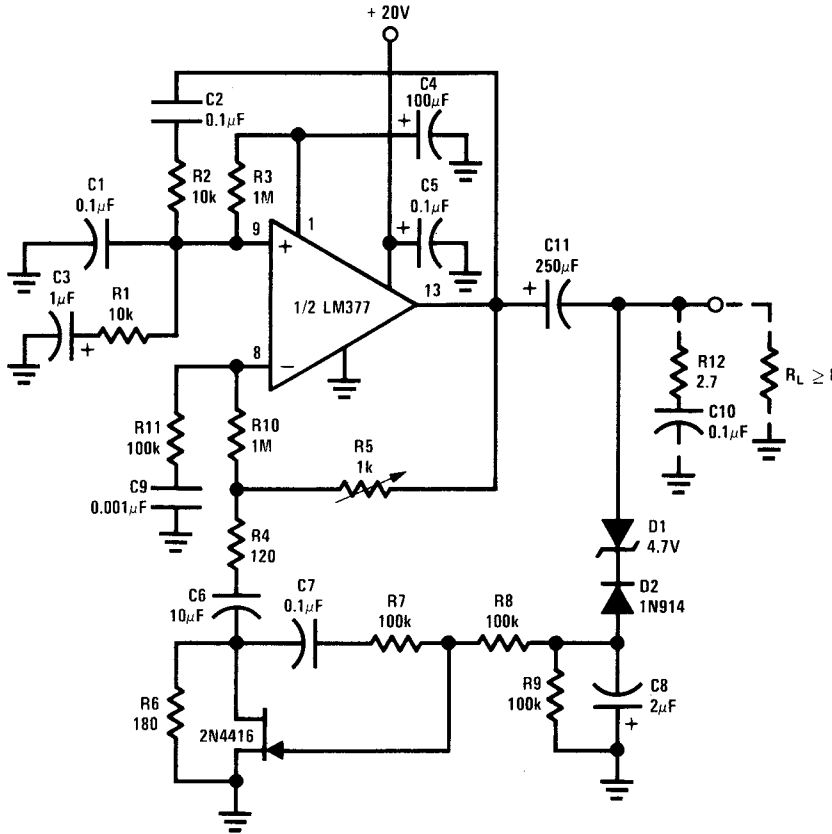 + 20V
C2
0.1µF
C4
100µF
+
R2
10k
R3
1M
C1
0.1µF
C5
0.1µF
+
9
1
+
C11
250µF
+
C3
1µF
+
R1
10k
1/2 LM377
13
8
−
R12
2.7
C10
0.1µF
R11
100k
R10
1M
R5
1k
C9
0.001µF
R4
120
D1
4.7V
C6
10µF
C7
0.1µF
R7
100k
R8
100k
D2
1N914
R6
180
R9
100k
C8
2µF
+
2N4416
R_L ≥